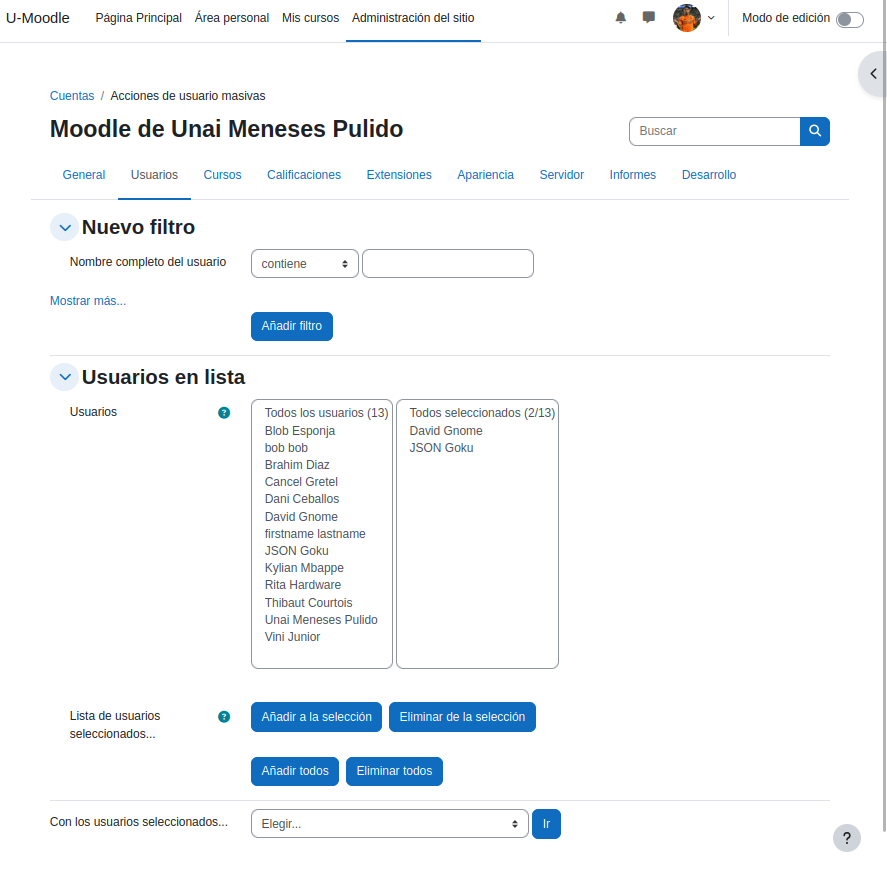 U-Moodle Página Principal Área personal Mis cursos Administración del sitio Modo de edición
Cuentas / Acciones de usuario masivas
Moodle de Unai Meneses Pulido
Buscar
General Usuarios Cursos Calificaciones Extensiones Apariencia Servidor Informes Desarrollo
Nuevo filtro
Nombre completo del usuario contiene
Mostrar más...
Añadir filtro
Usuarios en lista
Usuarios ?
Todos los usuarios (13)
Blob Esponja
bob bob
Brahim Diaz
Cancel Gretel
Dani Ceballos
David Gnome
firstname lastname
JSON Goku
Kylian Mbappe
Rita Hardware
Thibaut Courtois
Unai Meneses Pulido
Vini Junior
Todos seleccionados (2/13)
David Gnome
JSON Goku
Lista de usuarios
seleccionados...
?
Añadir a la selección Eliminar de la selección
Añadir todos Eliminar todos
Con los usuarios seleccionados... Elegir... Ir
?